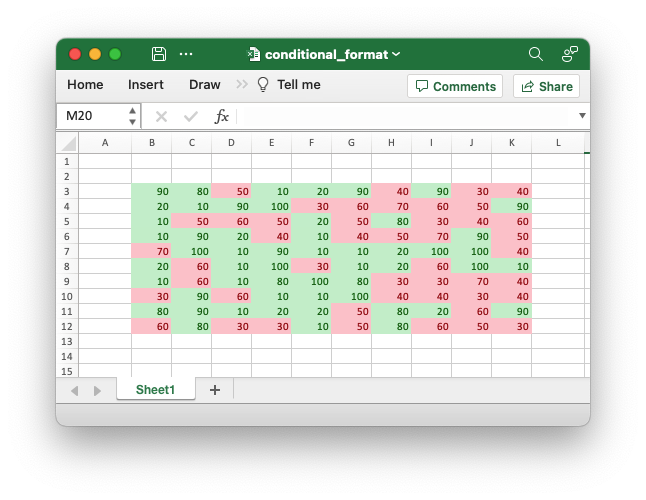 conditional_format
Home Insert Draw Tell me Comments Share
M20 fx
A B C D E F G H I J K L
1
2
3 90 80 50 10 20 90 40 90 30 40
4 20 10 90 100 30 60 70 60 50 90
5 10 50 60 50 20 50 80 30 40 60
6 10 90 20 40 10 40 50 70 90 50
7 70 100 10 90 10 10 20 100 100 40
8 20 60 10 100 30 10 20 60 100 10
9 10 60 10 80 100 80 30 30 70 40
10 30 90 60 10 10 100 40 40 30 40
11 80 90 10 20 20 50 80 20 60 90
12 60 80 30 30 10 50 80 60 50 30
13
14
15
Sheet1 +